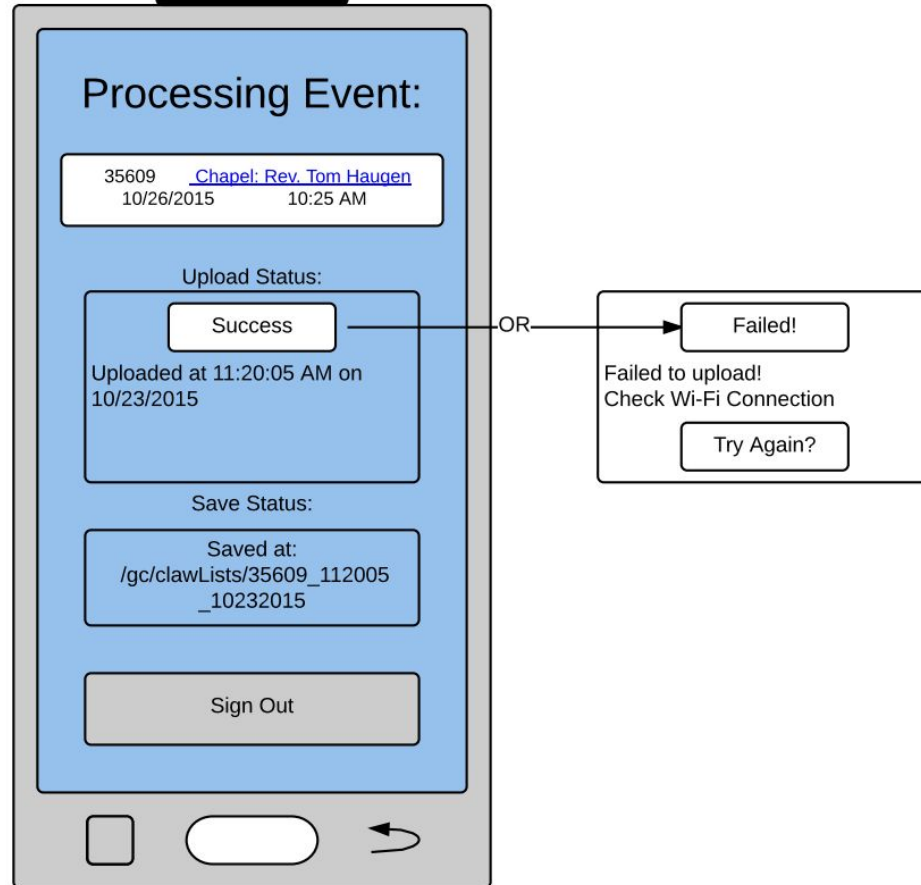 Processing Event:
35609 Chapel: Rev. Tom Haugen
10/26/2015 10:25 AM
Upload Status:
Success
OR
Failed!
Uploaded at 11:20:05 AM on
10/23/2015
Failed to upload!
Check Wi-Fi Connection
Try Again?
Save Status:
Saved at:
/gc/clawLists/35609_112005
_10232015
Sign Out